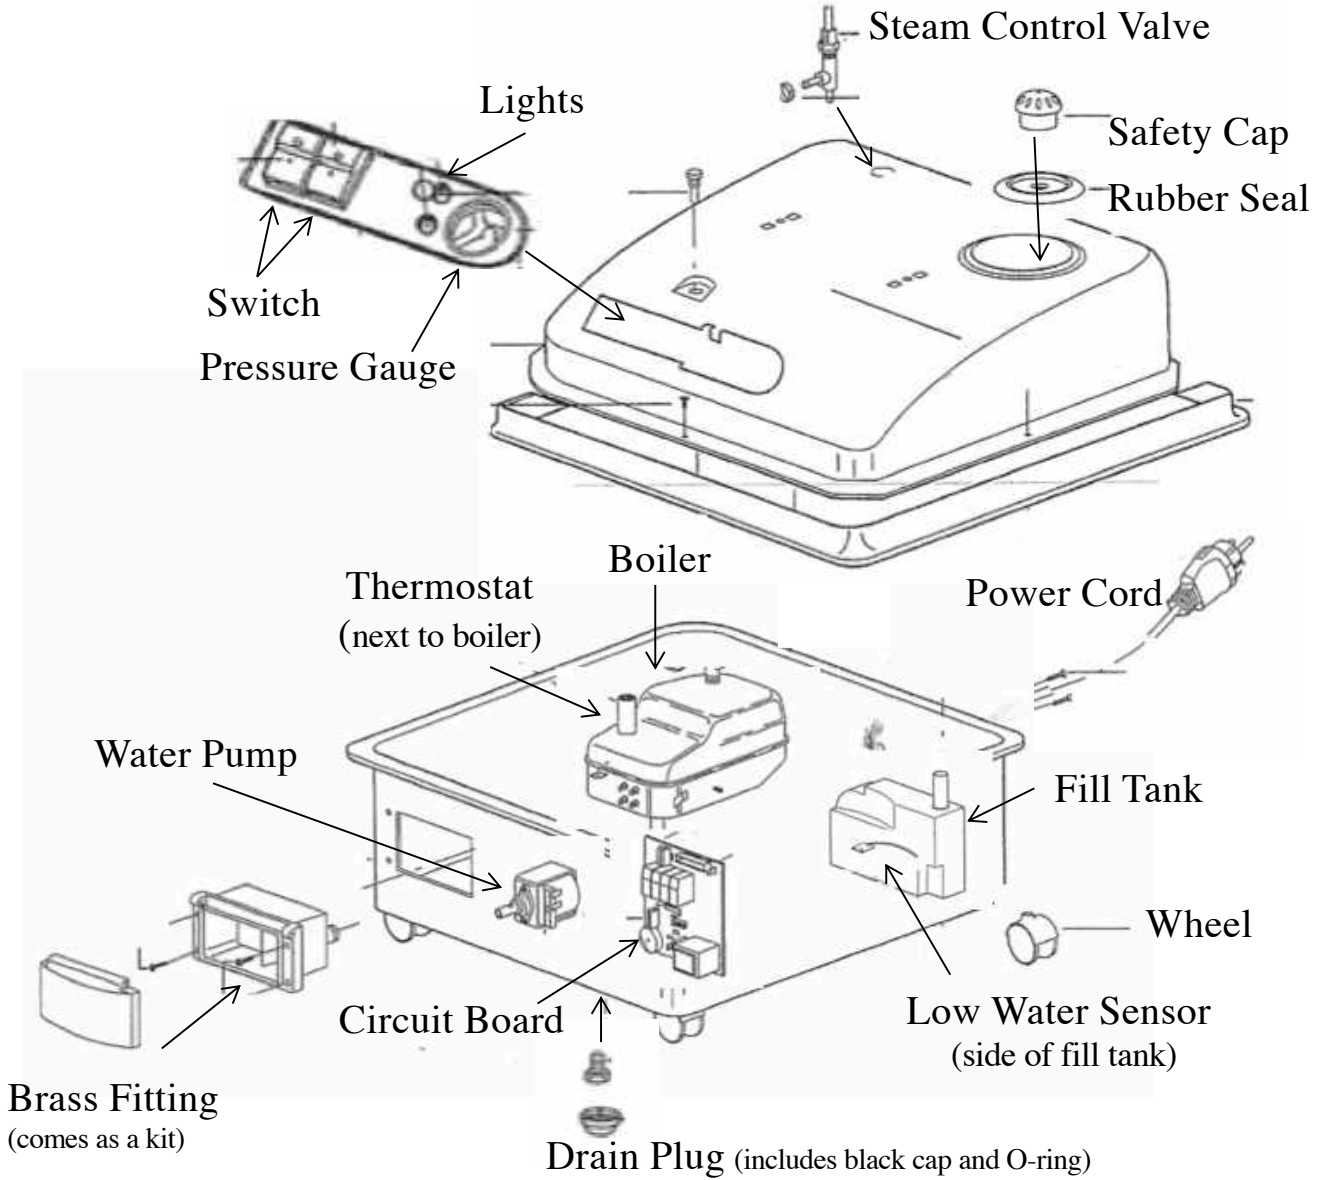 Steam Control Valve
Lights
Safety Cap
Rubber Seal
Switch
Pressure Gauge
Boiler
Thermostat
(next to boiler)
Power Cord
Water Pump
Fill Tank
Wheel
Circuit Board
Low Water Sensor
(side of fill tank)
Brass Fitting
(comes as a kit)
Drain Plug (includes black cap and O-ring)